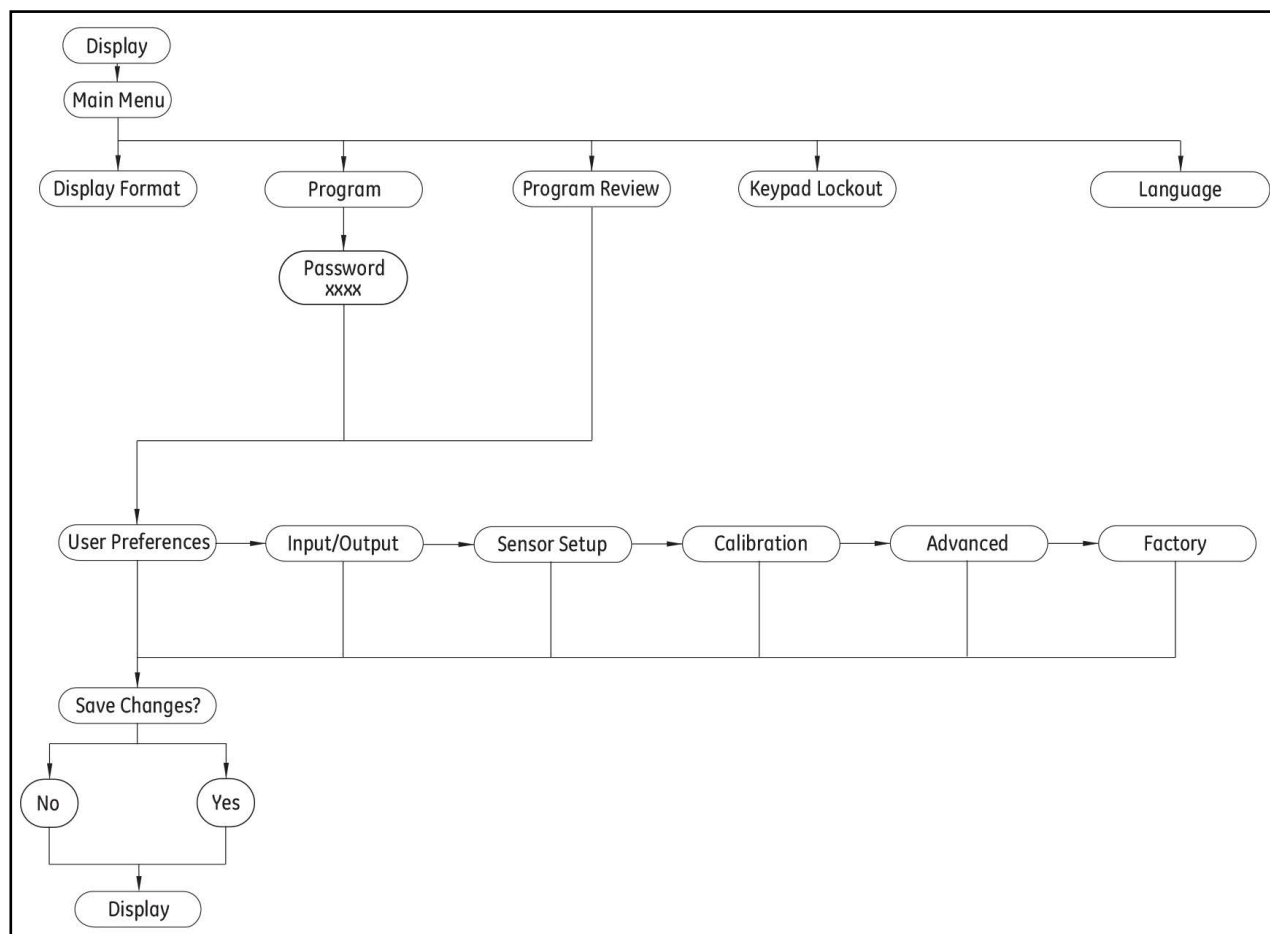 Display
Main Menu
Display Format
Program
Program Review
Keypad Lockout
Language
Password
xxxx
User Preferences
Input/Output
Sensor Setup
Calibration
Advanced
Factory
Save Changes?
No
Yes
Display